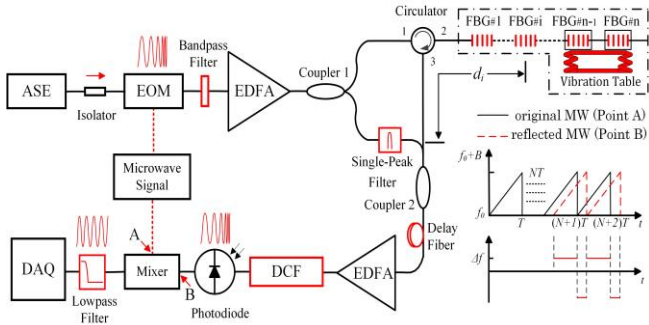 Circulator
1
2
3
FBG#1
FBG#i
FBG#n-1
FBG#n
Vibration Table
Bandpass
Filter
Coupler 1
ASE
Isolator
EOM
EDFA
d_i
Single-Peak
Filter
Coupler 2
original MW (Point A)
reflected MW (Point B)
Microwave
Signal
f₀+B
NT
f₀
T
(N+1)T
(N+2)T
t
Delay
Fiber
A
DAQ
Lowpass
Filter
Mixer
B
Photodiode
DCF
EDFA
Δf
t